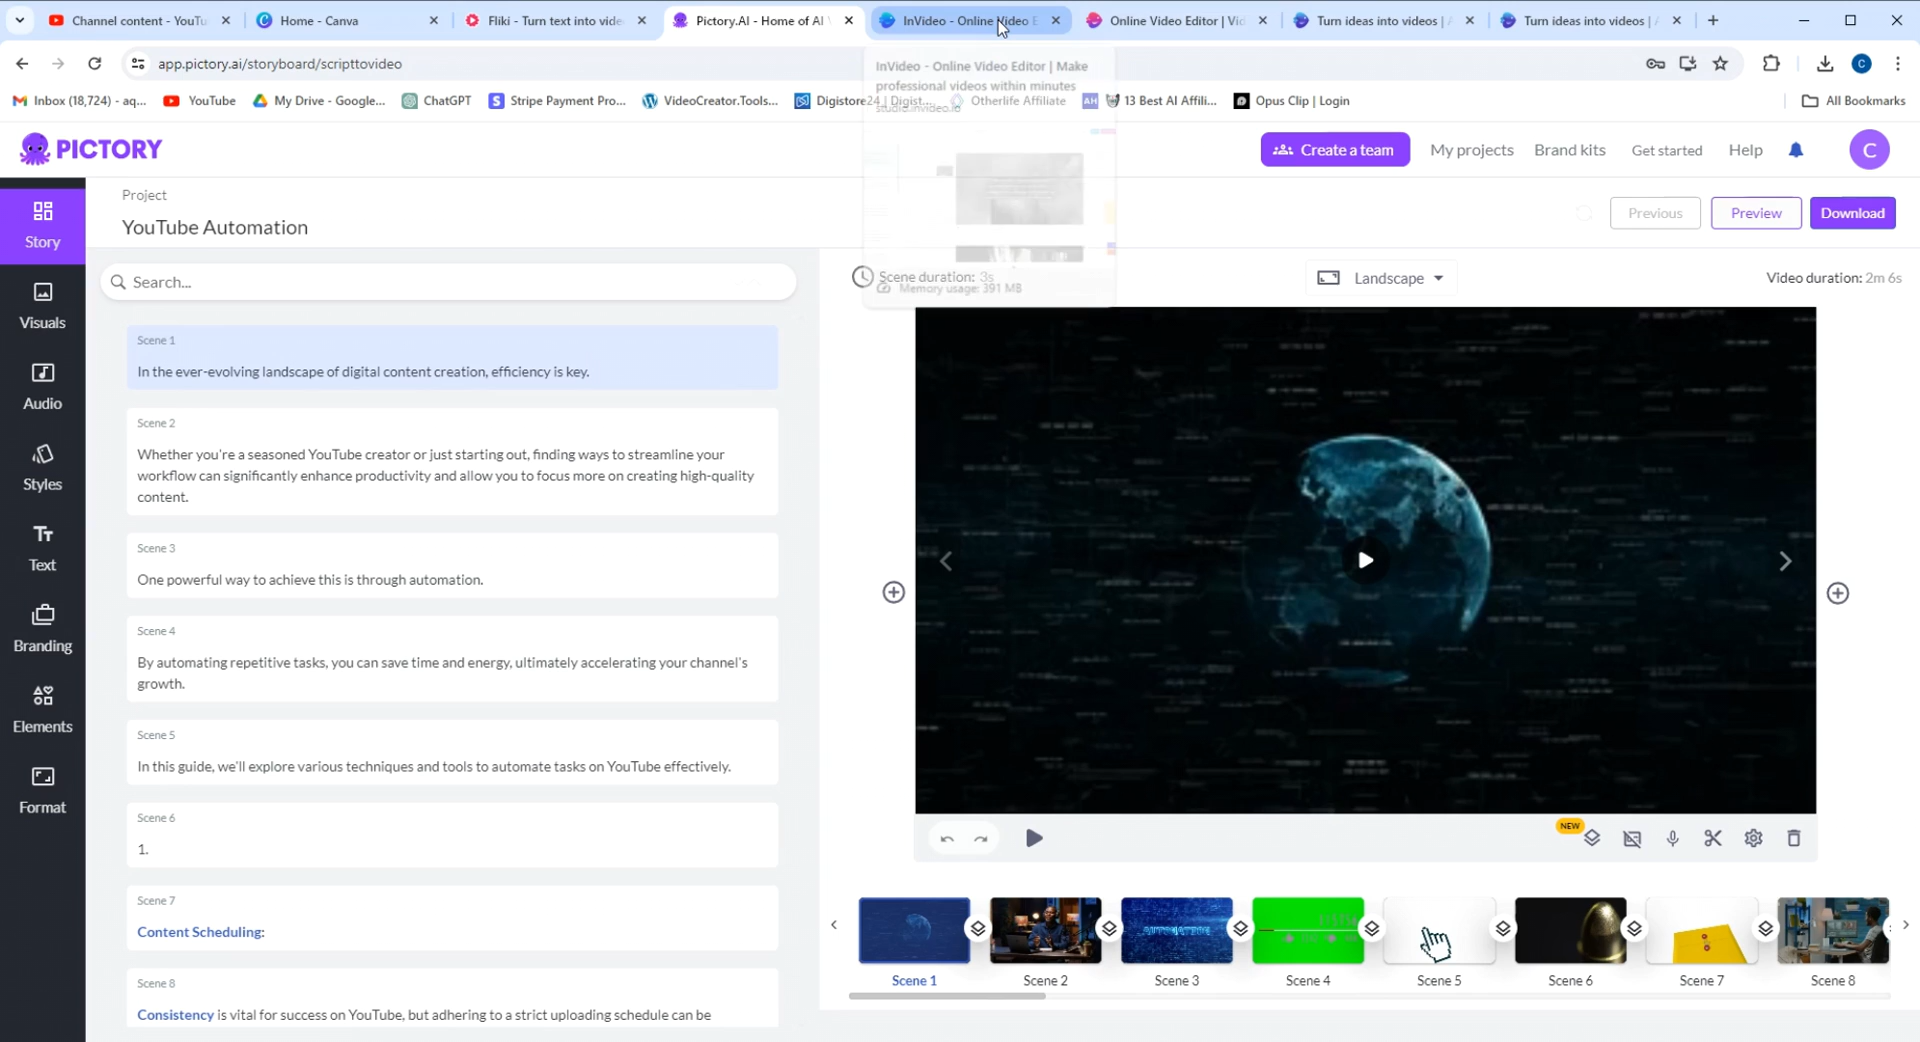 Channel content - YouTu
Home - Canva
Fliki - Turn text into vide
Pictory.AI - Home of AI
InVideo - Online Video E
Online Video Editor | Vi
Turn ideas into videos |
Turn ideas into videos |
app.pictory.ai/storyboard/scripttovideo
C
Inbox (18,724) - aq...
YouTube
My Drive - Google...
ChatGPT
Stripe Payment Pro...
VideoCreator.Tools...
Digistore24 | Digist...
Otherlife Affiliate
AH
13 Best AI Affili...
Opus Clip | Login
All Bookmarks
InVideo - Online Video Editor | Make
professional videos within minutes
studio.invideo.io
Memory usage: 391 MB
PICTORY
Create a team
My projects
Brand kits
Get started
Help
C
Project
YouTube Automation
Previous
Preview
Download
Story
Visuals
Audio
Styles
Text
Branding
Elements
Format
Search...
Scene duration: 3s
Landscape
Video duration: 2m 6s
Scene 1
In the ever-evolving landscape of digital content creation, efficiency is key.
Scene 2
Whether you're a seasoned YouTube creator or just starting out, finding ways to streamline your
workflow can significantly enhance productivity and allow you to focus more on creating high-quality
content.
Scene 3
One powerful way to achieve this is through automation.
Scene 4
By automating repetitive tasks, you can save time and energy, ultimately accelerating your channel's
growth.
Scene 5
In this guide, we'll explore various techniques and tools to automate tasks on YouTube effectively.
Scene 6
1.
Scene 7
Content Scheduling:
Scene 8
Consistency is vital for success on YouTube, but adhering to a strict uploading schedule can be
NEW
AUTOMATION
Scene 1
Scene 2
Scene 3
Scene 4
Scene 5
Scene 6
Scene 7
Scene 8